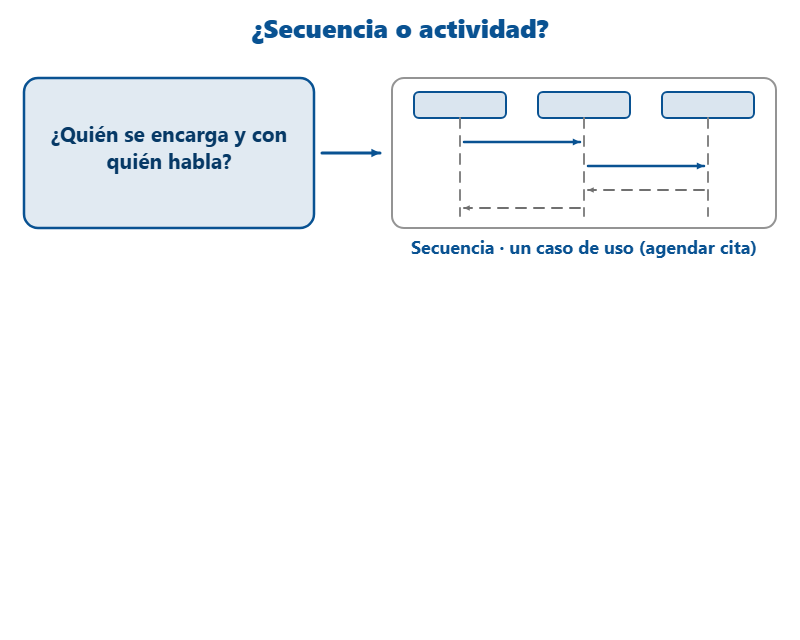 ¿Secuencia o actividad?
¿Quién se encarga y con
quién habla?
Secuencia · un caso de uso (agendar cita)